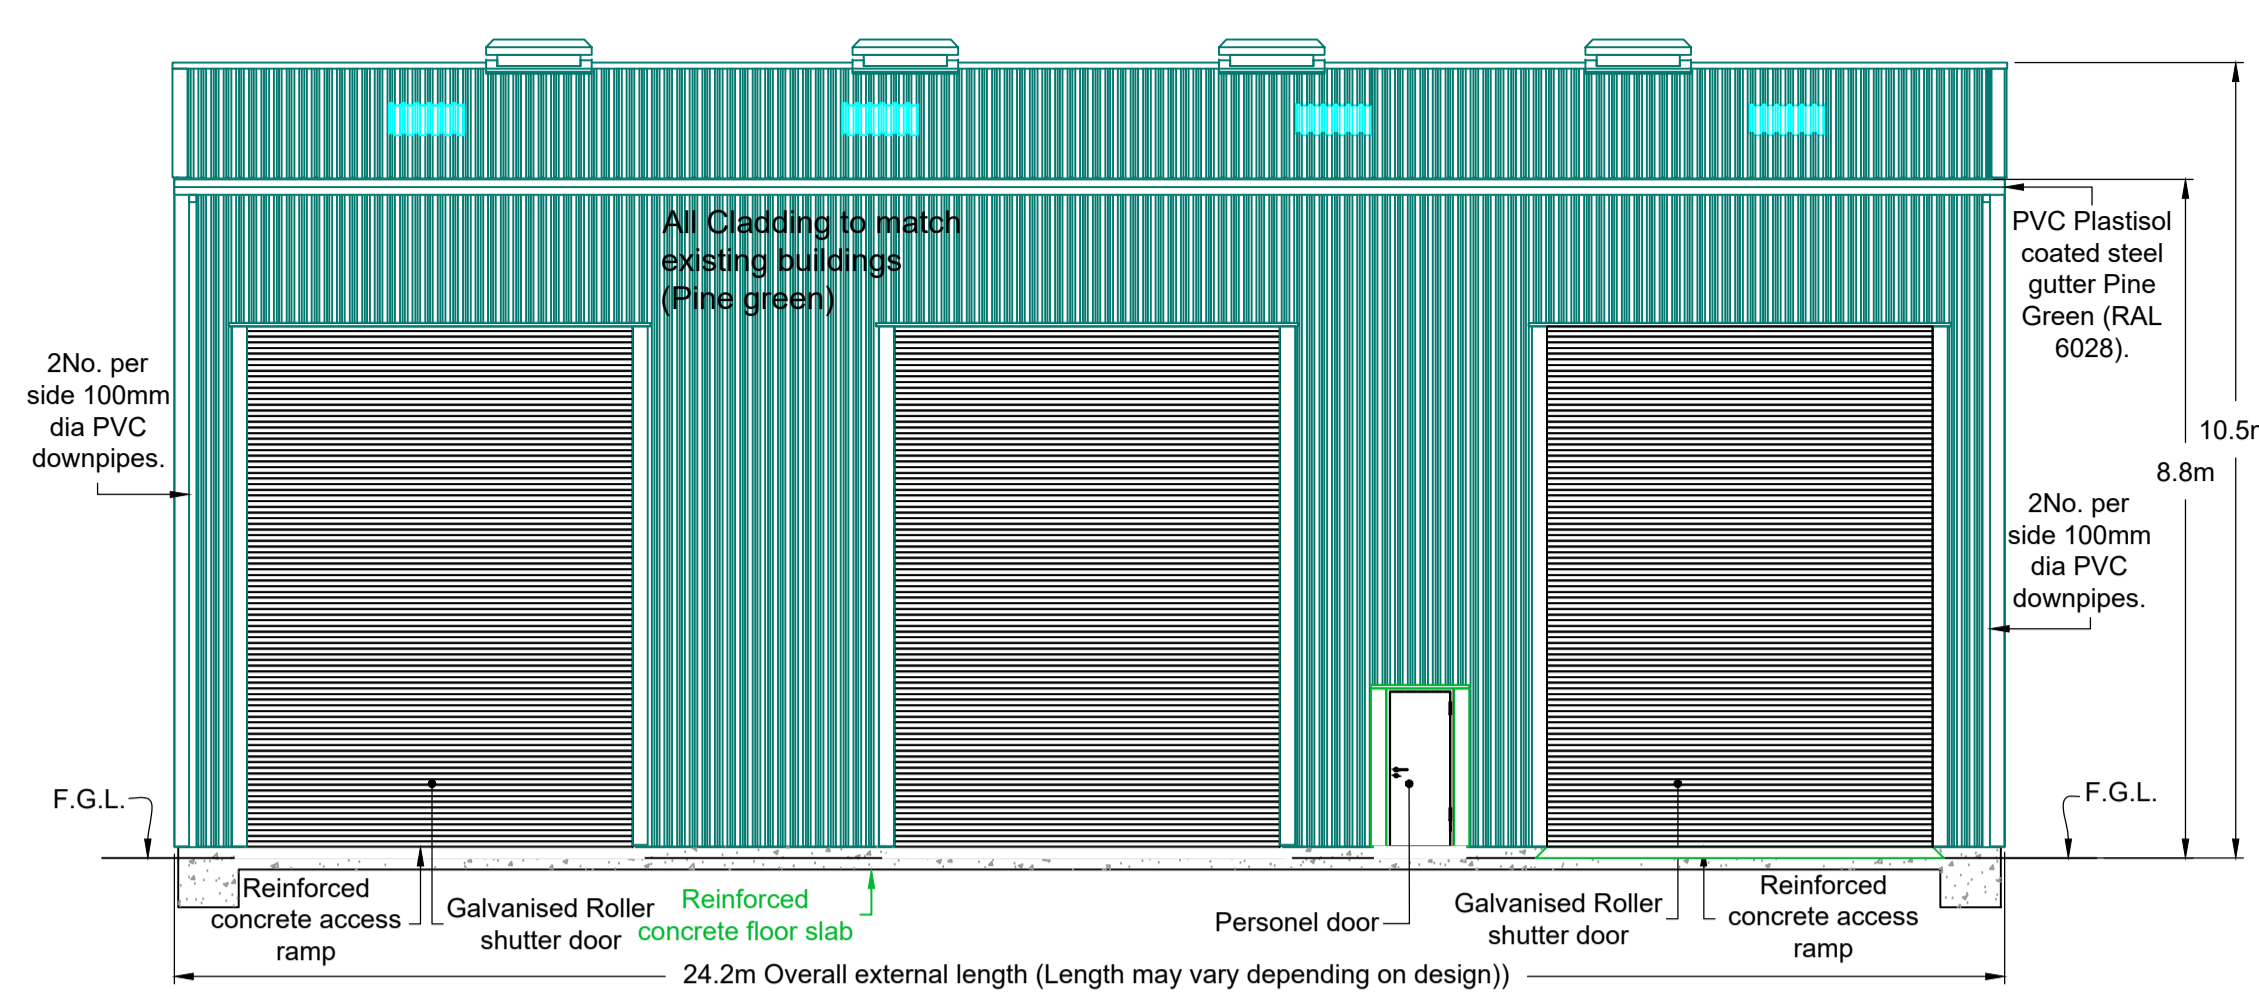 All Cladding to match
existing buildings
(Pine green)
PVC Plastisol
coated steel
gutter Pine
Green (RAL
6028).
2No. per
side 100mm
dia PVC
downpipes.
10.5m
8.8m
2No. per
side 100mm
dia PVC
downpipes.
F.G.L.
F.G.L.
Reinforced
concrete access
ramp
Galvanised Roller
shutter door
Reinforced
concrete floor slab
Personel door
Galvanised Roller
shutter door
Reinforced
concrete access
ramp
24.2m Overall external length (Length may vary depending on design))